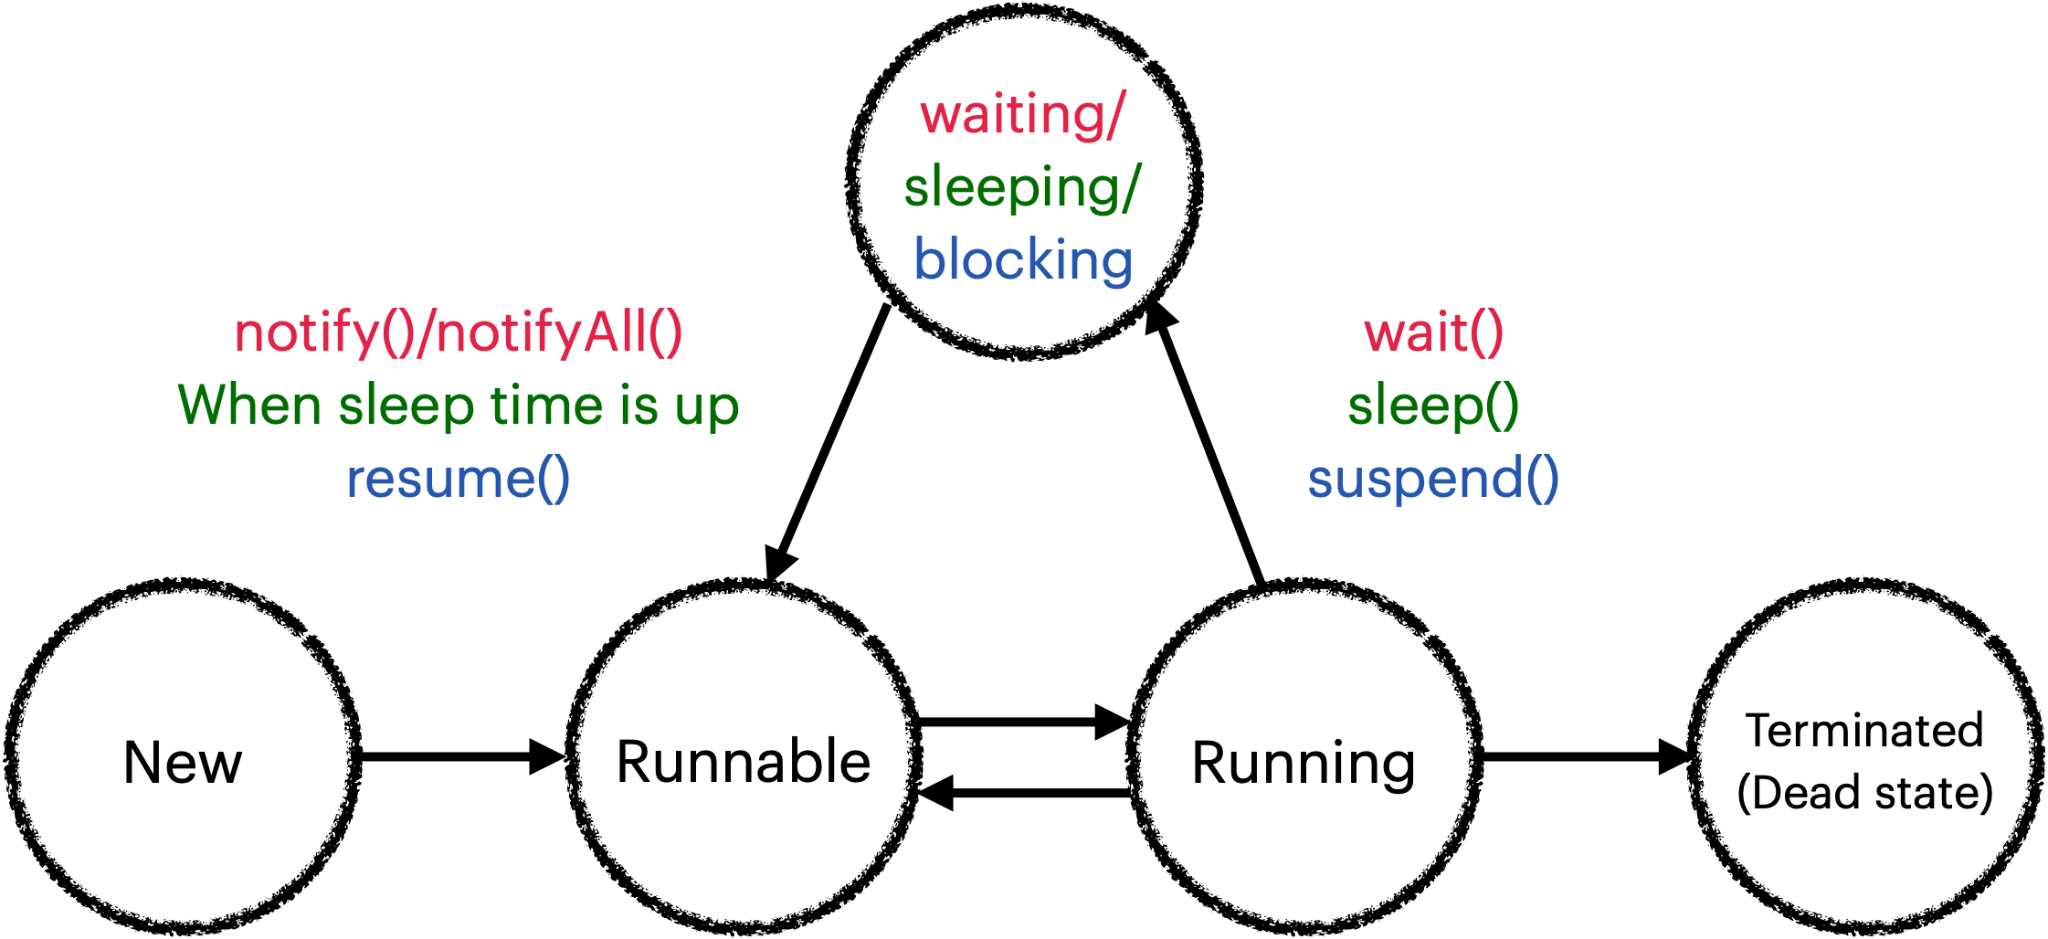 waiting/
sleeping/
blocking
notify()/notifyAll()
When sleep time is up
resume()
wait()
sleep()
suspend()
New
Runnable
Running
Terminated
(Dead state)